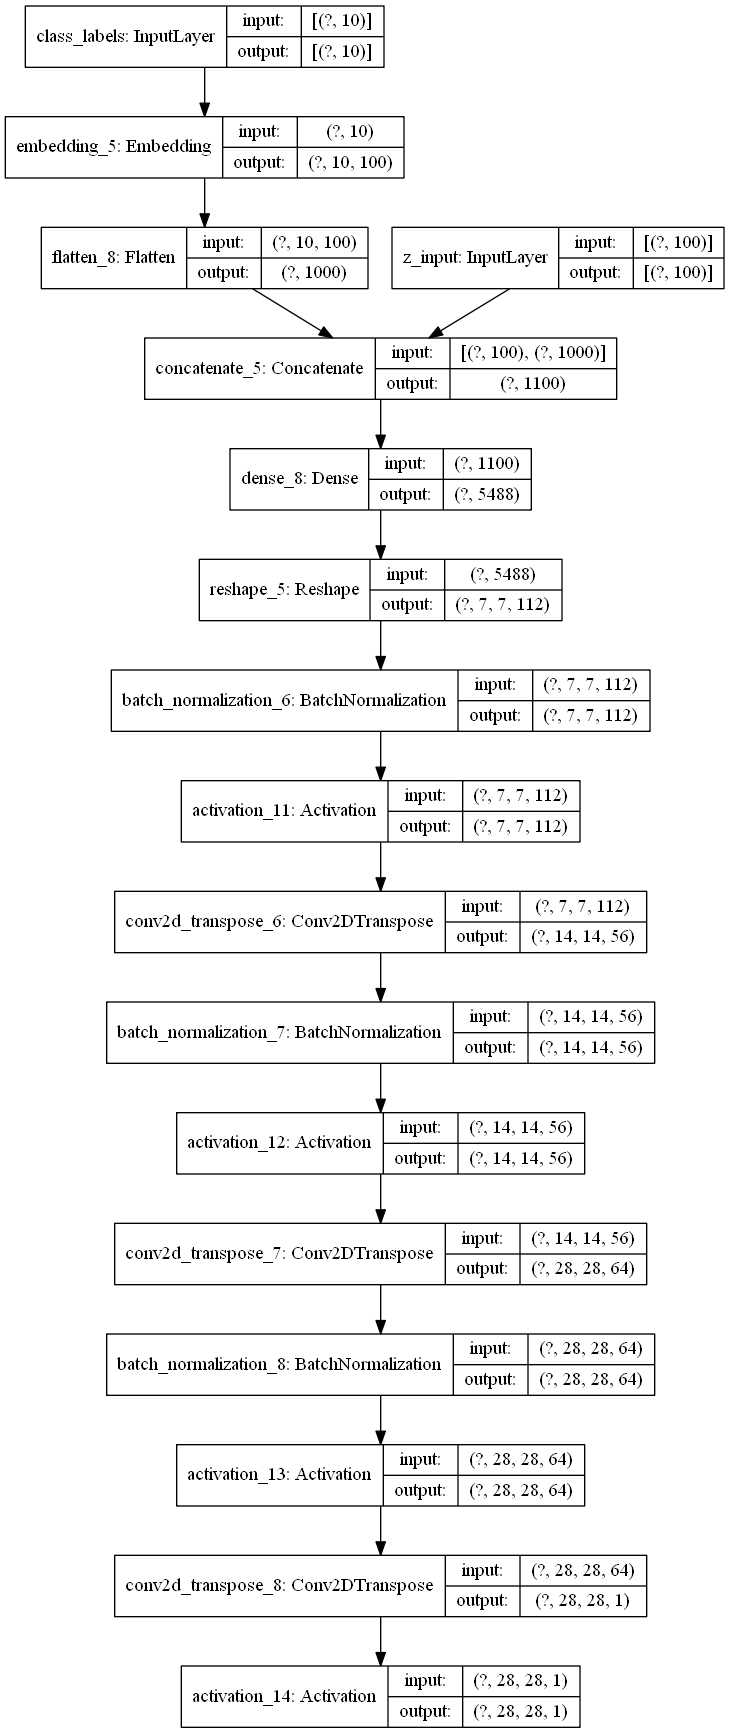 class_labels: InputLayer
input:
[(?, 10)]
output:
[(?, 10)]
embedding_5: Embedding
input:
(?, 10)
output:
(?, 10, 100)
flatten_8: Flatten
input:
(?, 10, 100)
output:
(?, 1000)
z_input: InputLayer
input:
[(?, 100)]
output:
[(?, 100)]
concatenate_5: Concatenate
input:
[(?, 100), (?, 1000)]
output:
(?, 1100)
dense_8: Dense
input:
(?, 1100)
output:
(?, 5488)
reshape_5: Reshape
input:
(?, 5488)
output:
(?, 7, 7, 112)
batch_normalization_6: BatchNormalization
input:
(?, 7, 7, 112)
output:
(?, 7, 7, 112)
activation_11: Activation
input:
(?, 7, 7, 112)
output:
(?, 7, 7, 112)
conv2d_transpose_6: Conv2DTranspose
input:
(?, 7, 7, 112)
output:
(?, 14, 14, 56)
batch_normalization_7: BatchNormalization
input:
(?, 14, 14, 56)
output:
(?, 14, 14, 56)
activation_12: Activation
input:
(?, 14, 14, 56)
output:
(?, 14, 14, 56)
conv2d_transpose_7: Conv2DTranspose
input:
(?, 14, 14, 56)
output:
(?, 28, 28, 64)
batch_normalization_8: BatchNormalization
input:
(?, 28, 28, 64)
output:
(?, 28, 28, 64)
activation_13: Activation
input:
(?, 28, 28, 64)
output:
(?, 28, 28, 64)
conv2d_transpose_8: Conv2DTranspose
input:
(?, 28, 28, 64)
output:
(?, 28, 28, 1)
activation_14: Activation
input:
(?, 28, 28, 1)
output:
(?, 28, 28, 1)